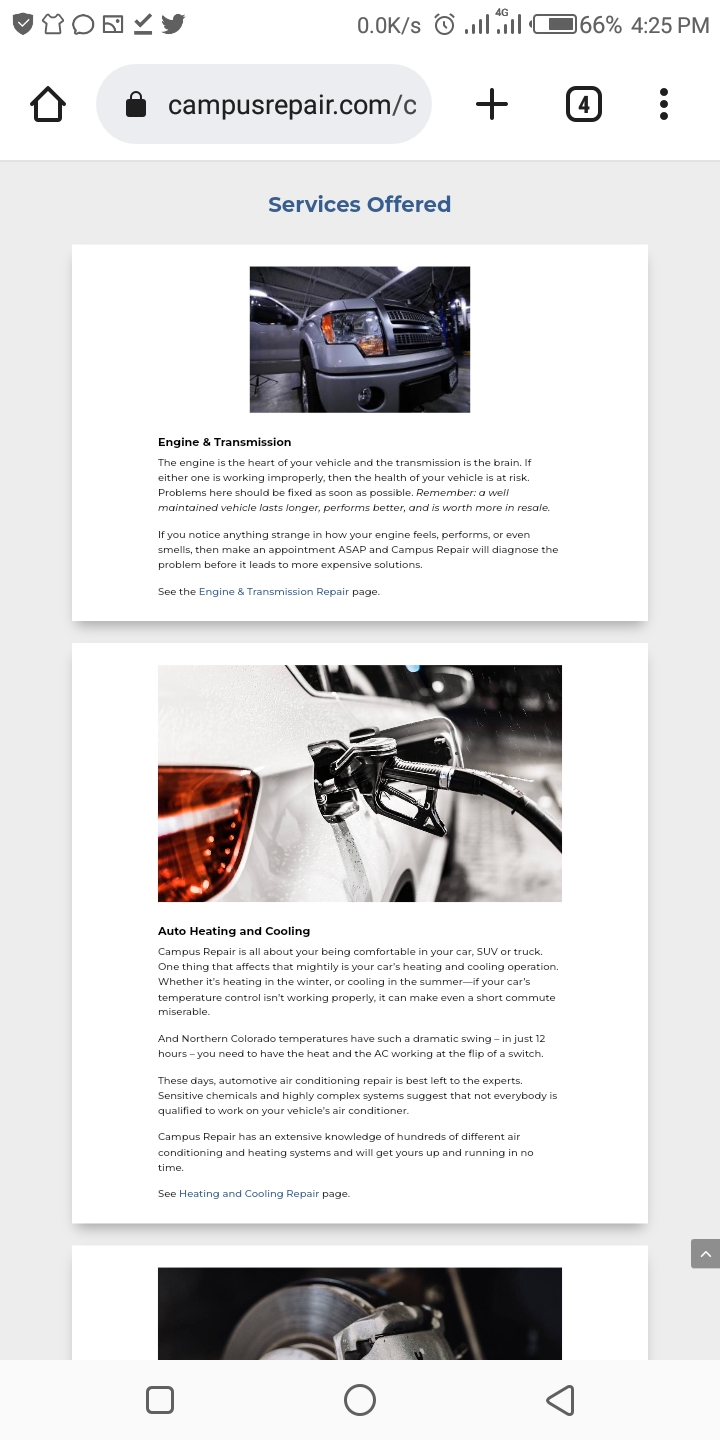 0.0K/s 4G 66% 4:25 PM
campusrepair.com/c
4
Services Offered
Engine & Transmission
The engine is the heart of your vehicle and the transmission is the brain. If
either one is working improperly, then the health of your vehicle is at risk.
Problems here should be fixed as soon as possible. Remember: a well
maintained vehicle lasts longer, performs better, and is worth more in resale.
If you notice anything strange in how your engine feels, performs, or even
smells, then make an appointment ASAP and Campus Repair will diagnose the
problem before it leads to more expensive solutions.
See the Engine & Transmission Repair page.
Auto Heating and Cooling
Campus Repair is all about your being comfortable in your car, SUV or truck.
One thing that affects that mightily is your car's heating and cooling operation.
Whether it's heating in the winter, or cooling in the summer—if your car's
temperature control isn't working properly, it can make even a short commute
miserable.
And Northern Colorado temperatures have such a dramatic swing – in just 12
hours – you need to have the heat and the AC working at the flip of a switch.
These days, automotive air conditioning repair is best left to the experts.
Sensitive chemicals and highly complex systems suggest that not everybody is
qualified to work on your vehicle's air conditioner.
Campus Repair has an extensive knowledge of hundreds of different air
conditioning and heating systems and will get yours up and running in no
time.
See Heating and Cooling Repair page.